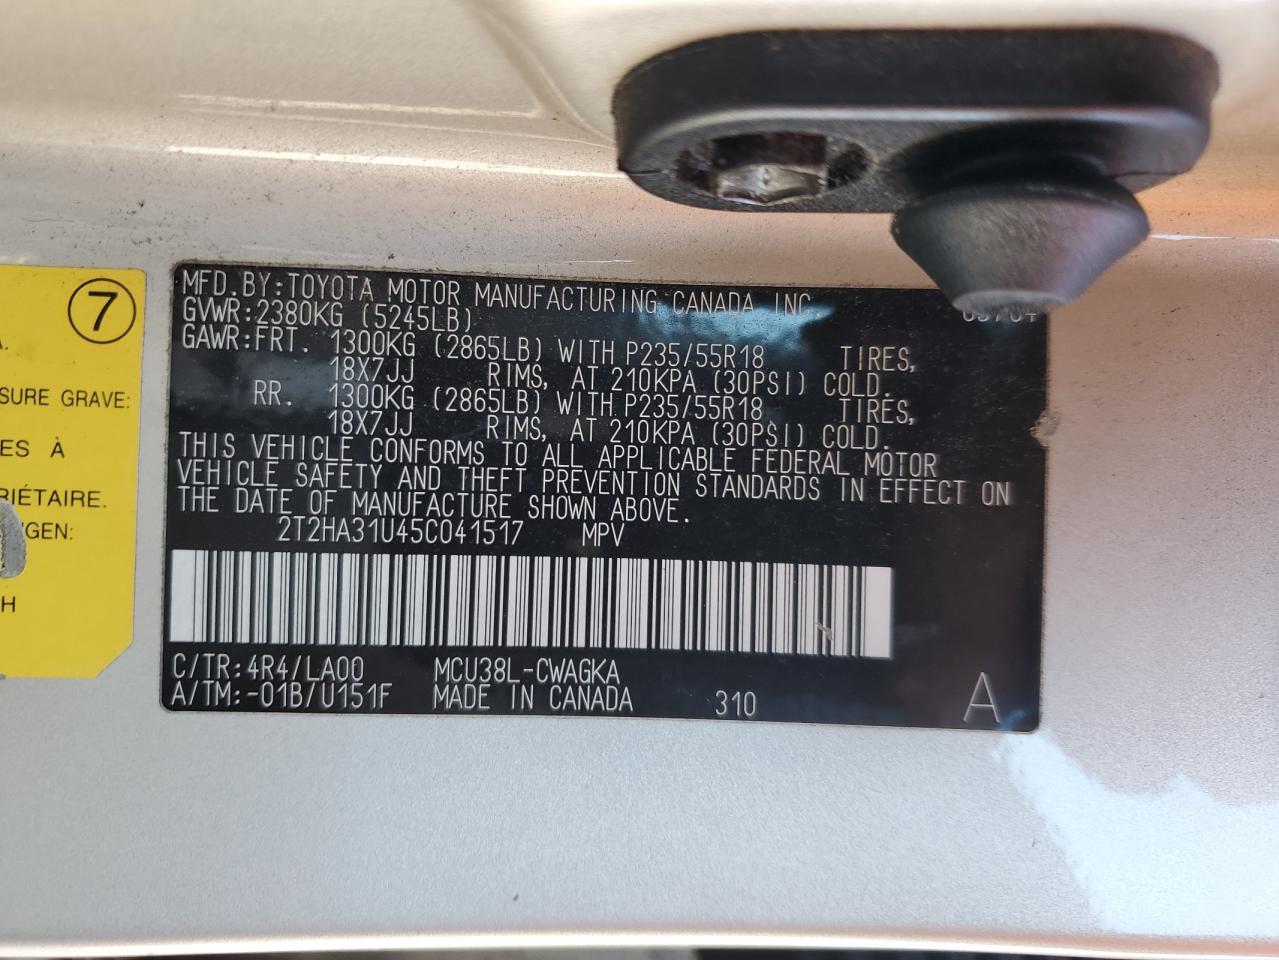 7
A.
SURE GRAVE:
ES À
RIÉTAIRE.
GEN:
H
MFD.BY:TOYOTA MOTOR MANUFACTURING CANADA INC.
GVWR:2380KG (5245LB)
GAWR:FRT. 1300KG (2865LB) WITH P235/55R18 TIRES,
18X7JJ RIMS, AT 210KPA (30PSI) COLD.
RR. 1300KG (2865LB) WITH P235/55R18 TIRES,
18X7JJ RIMS, AT 210KPA (30PSI) COLD.
THIS VEHICLE CONFORMS TO ALL APPLICABLE FEDERAL MOTOR
VEHICLE SAFETY AND THEFT PREVENTION STANDARDS IN EFFECT ON
THE DATE OF MANUFACTURE SHOWN ABOVE.
2T2HA31U45C041517 MPV
C/TR:4R4/LA00 MCU38L-CWAGKA
A/TM:-01B/U151F MADE IN CANADA 310 A